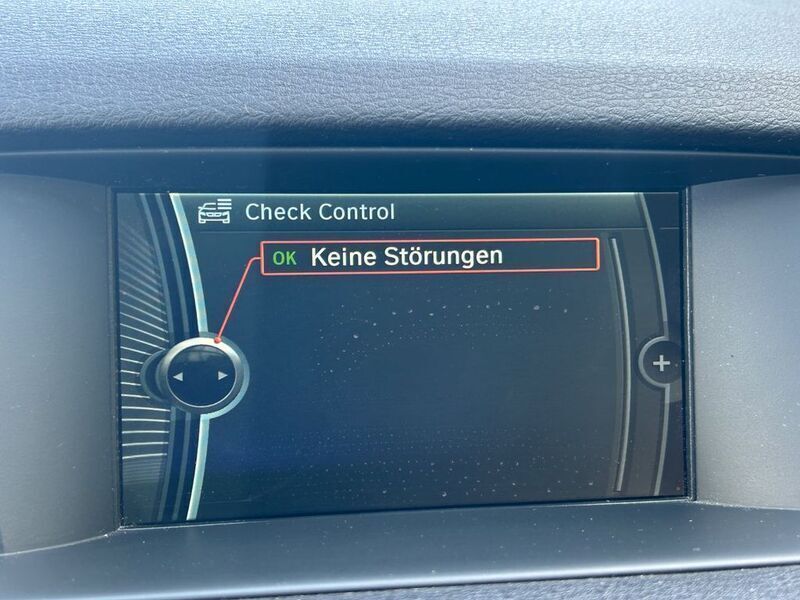 Check Control
OK Keine Störungen